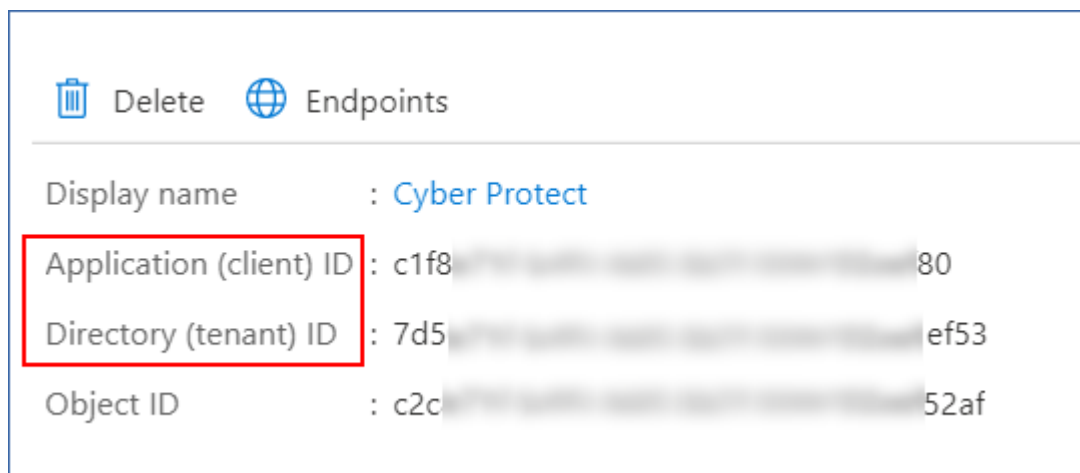 Delete Endpoints
Display name : Cyber Protect
Application (client) ID : c1f8 80
Directory (tenant) ID : 7d5 ef53
Object ID : c2c 52af